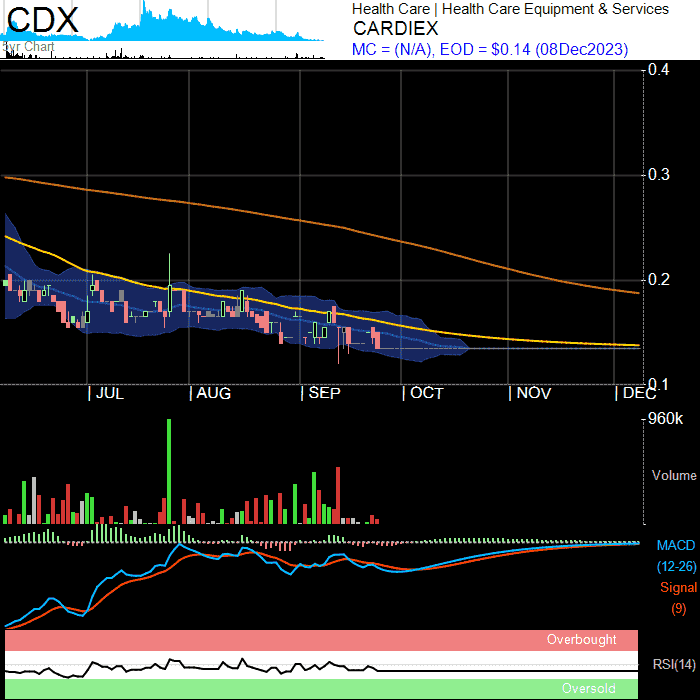 CDX
5yr Chart
Health Care | Health Care Equipment & Services
CARDIEX
MC = (N/A), EOD = $0.14 (08Dec2023)
0.4
0.3
0.2
0.1
JUL
AUG
SEP
OCT
NOV
DEC
960k
Volume
MACD
(12-26)
Signal
(9)
Overbought
RSI(14)
Oversold